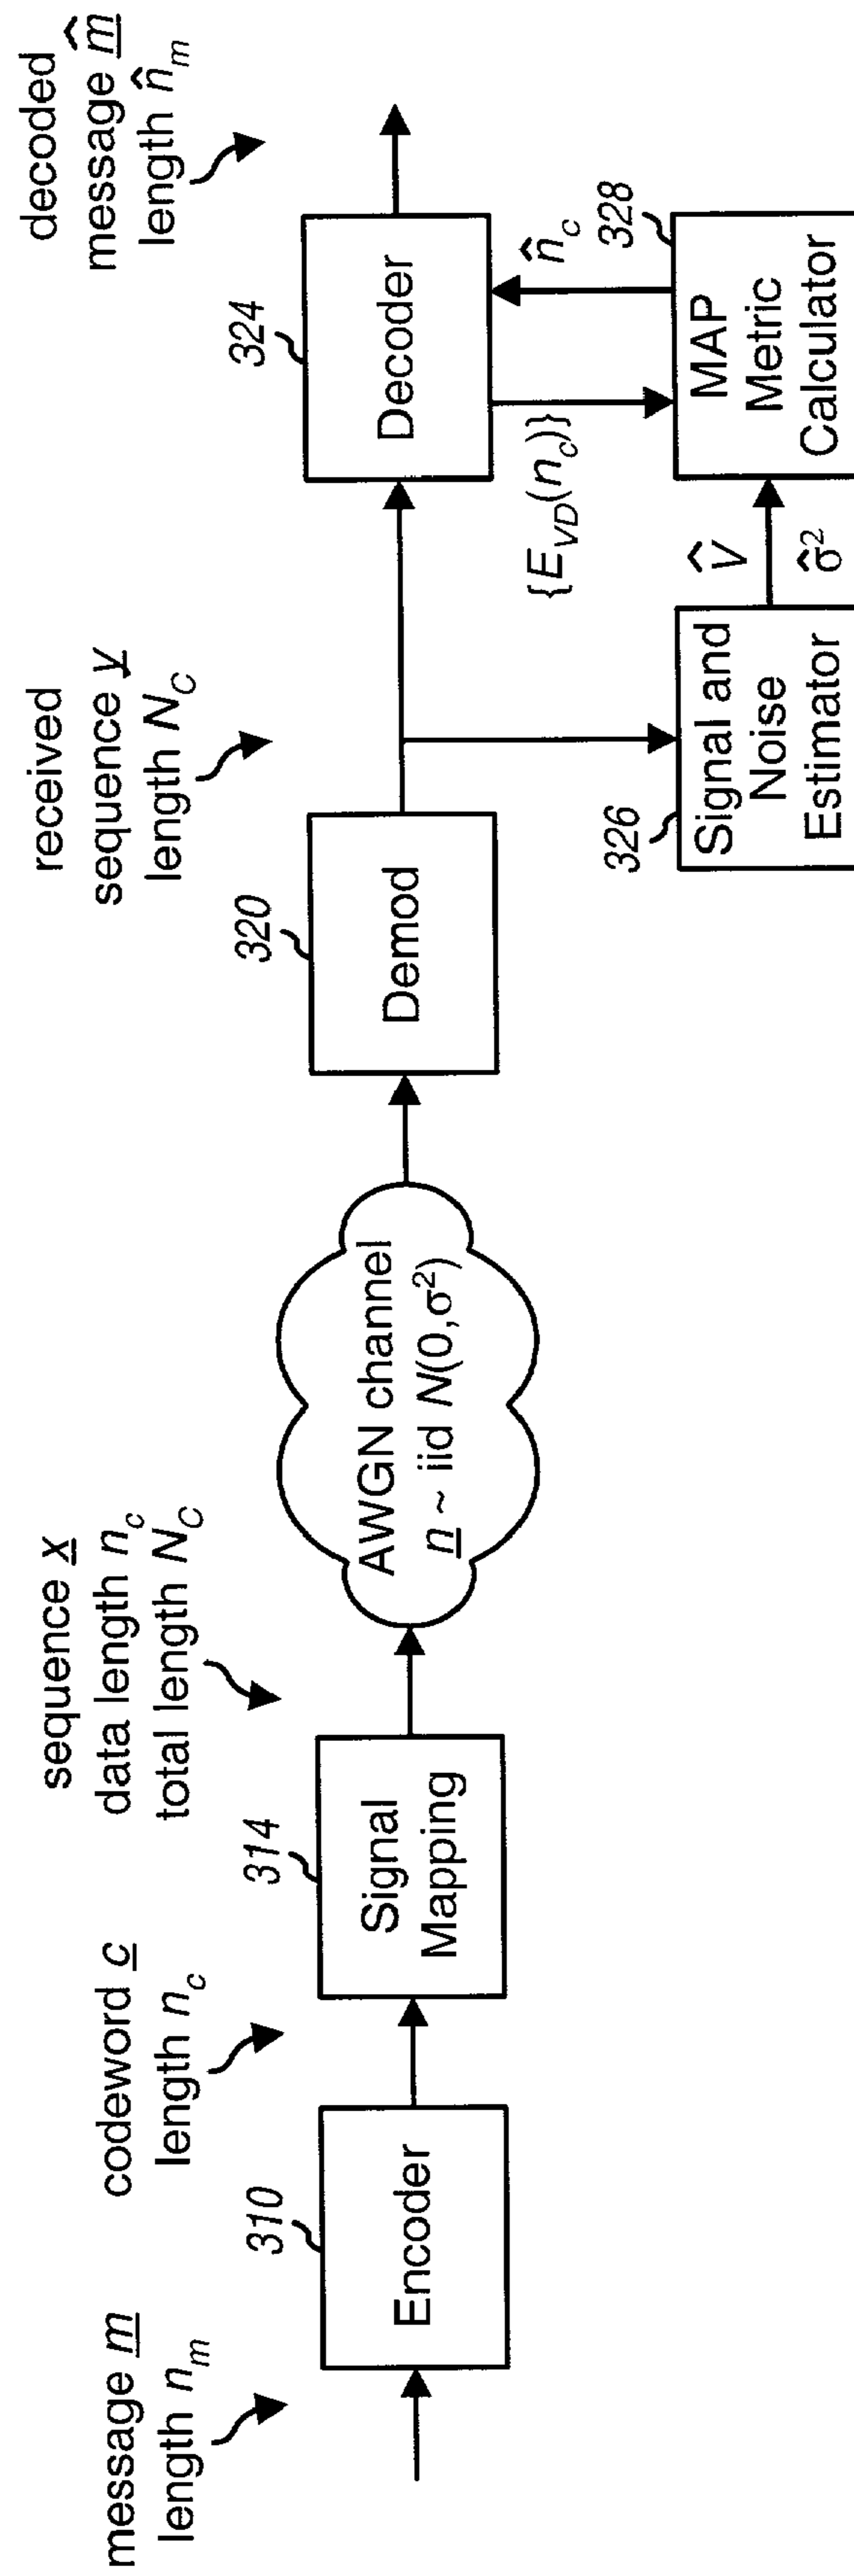 message m
length n_m
310
Encoder
codeword c
length n_c
314
Signal
Mapping
sequence x
data length n_c
total length N_C
AWGN channel
n ~ iid N(0,σ²)
320
Demod
received
sequence y
length N_C
326
Signal and
Noise
Estimator
V̂
σ̂²
324
Decoder
{E_VD(n_c)}
n̂_c
328
MAP
Metric
Calculator
decoded
message m̂
length n̂_m